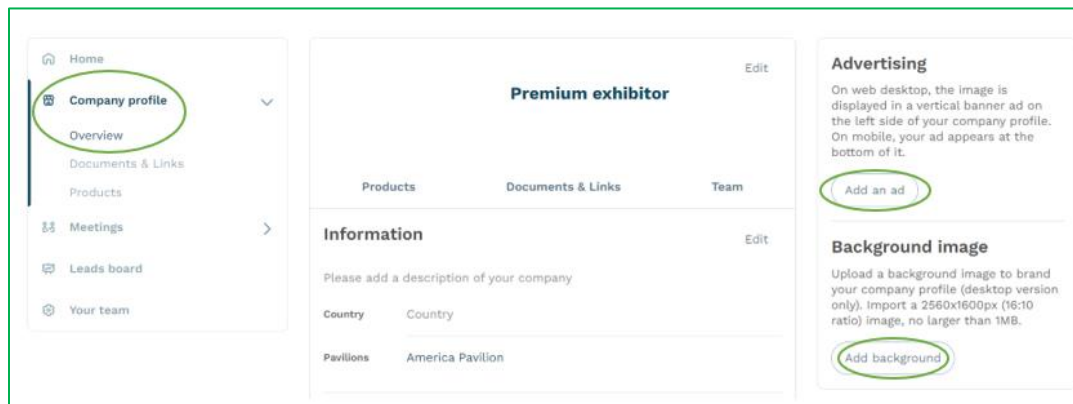 Home
Company profile
Overview
Documents & Links
Products
Meetings
Leads board
Your team
Edit
Premium exhibitor
Products Documents & Links Team
Information Edit
Please add a description of your company
Country Country
Pavilions America Pavilion
Advertising
On web desktop, the image is
displayed in a vertical banner ad on
the left side of your company profile.
On mobile, your ad appears at the
bottom of it.
Add an ad
Background image
Upload a background image to brand
your company profile (desktop version
only). Import a 2560x1600px (16:10
ratio) image, no larger than 1MB.
Add background